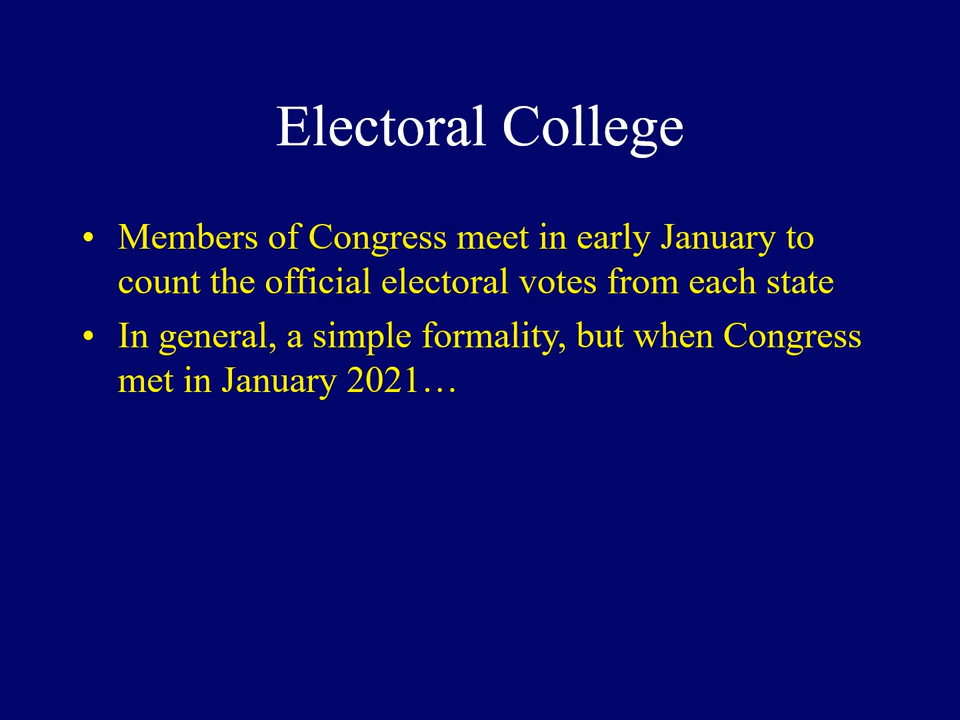 Electoral College
• Members of Congress meet in early January to
count the official electoral votes from each state
• In general, a simple formality, but when Congress
met in January 2021…